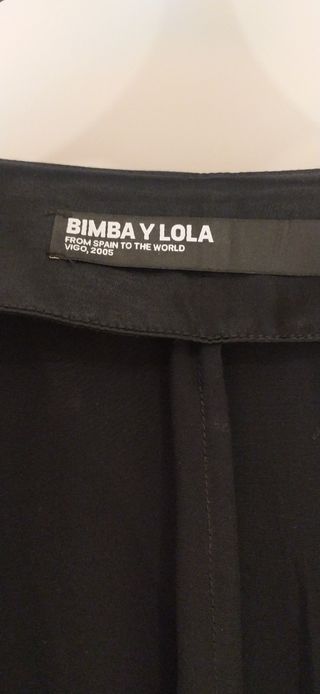 BIMBA Y LOLA
FROM SPAIN TO THE WORLD
VIGO, 2005